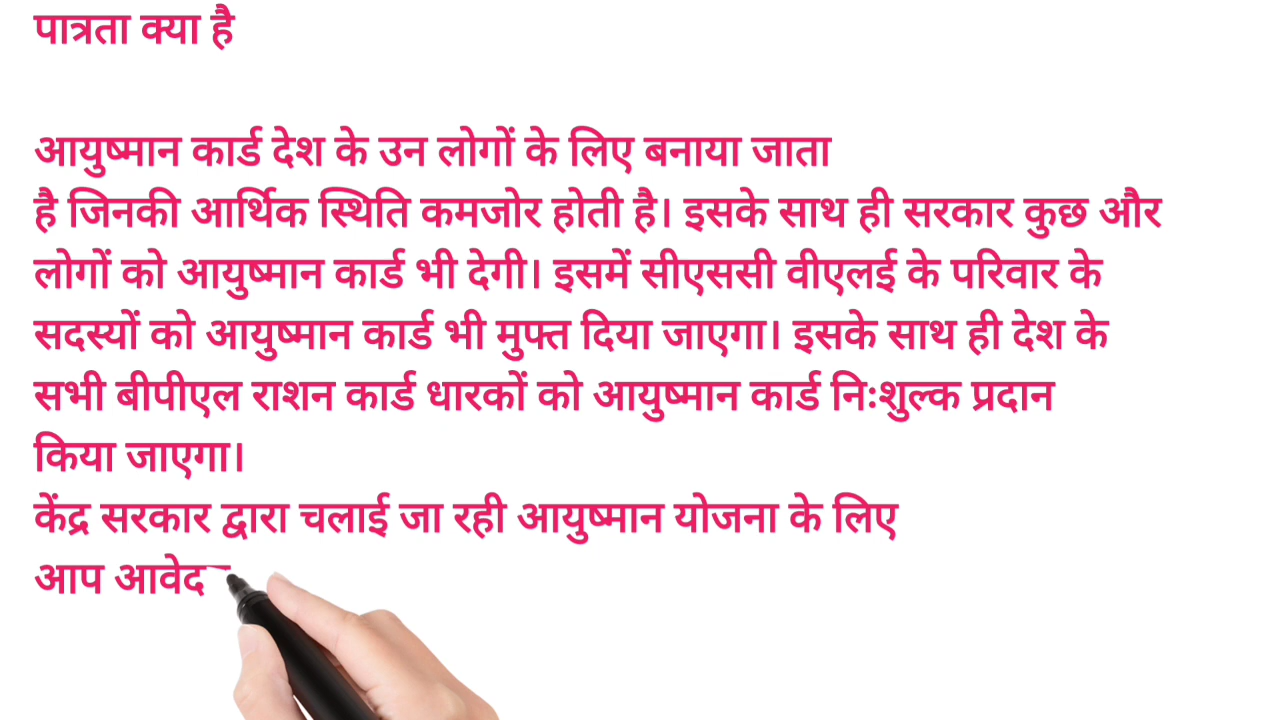 पात्रता क्या है
आयुष्मान कार्ड देश के उन लोगों के लिए बनाया जाता
है जिनकी आर्थिक स्थिति कमजोर होती है। इसके साथ ही सरकार कुछ और
लोगों को आयुष्मान कार्ड भी देगी। इसमें सीएससी वीएलई के परिवार के
सदस्यों को आयुष्मान कार्ड भी मुफ्त दिया जाएगा। इसके साथ ही देश के
सभी बीपीएल राशन कार्ड धारकों को आयुष्मान कार्ड निःशुल्क प्रदान
किया जाएगा।
केंद्र सरकार द्वारा चलाई जा रही आयुष्मान योजना के लिए
आप